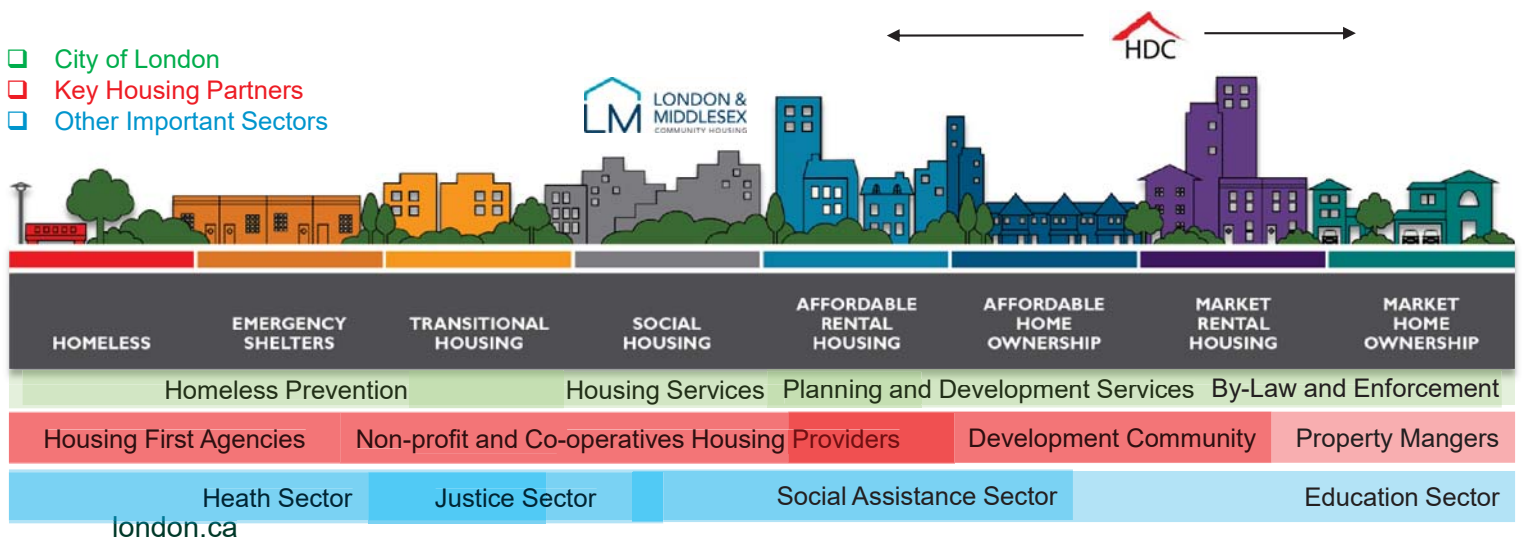 HDC
City of London
Key Housing Partners
Other Important Sectors
LM
LONDON &
MIDDLESEX
COMMUNITY HOUSING
HOMELESS
EMERGENCY
SHELTERS
TRANSITIONAL
HOUSING
SOCIAL
HOUSING
AFFORDABLE
RENTAL
HOUSING
AFFORDABLE
HOME
OWNERSHIP
MARKET
RENTAL
HOUSING
MARKET
HOME
OWNERSHIP
Homeless Prevention
Housing Services
Planning and Development Services
By-Law and Enforcement
Housing First Agencies
Non-profit and Co-operatives Housing Providers
Development Community
Property Mangers
Heath Sector
Justice Sector
Social Assistance Sector
Education Sector
london.ca